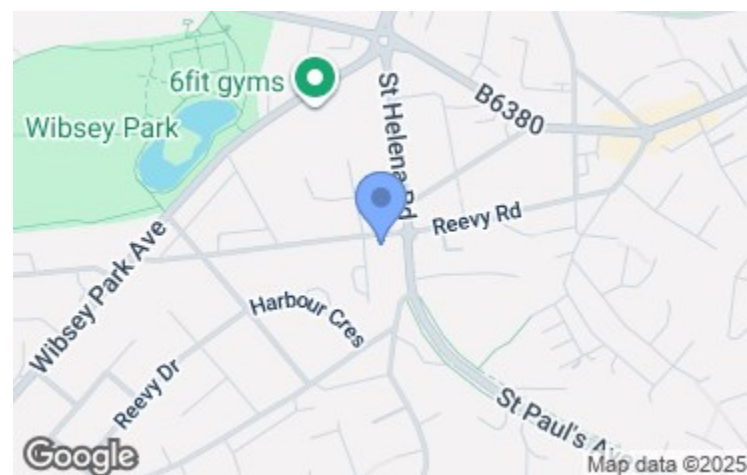 6fit gyms
Wibsey Park
St Helena Rd
B6380
Reevy Rd
Wibsey Park Ave
Harbour Cres
Reevy Dr
St Paul's Ave
Google
Map data ©2025